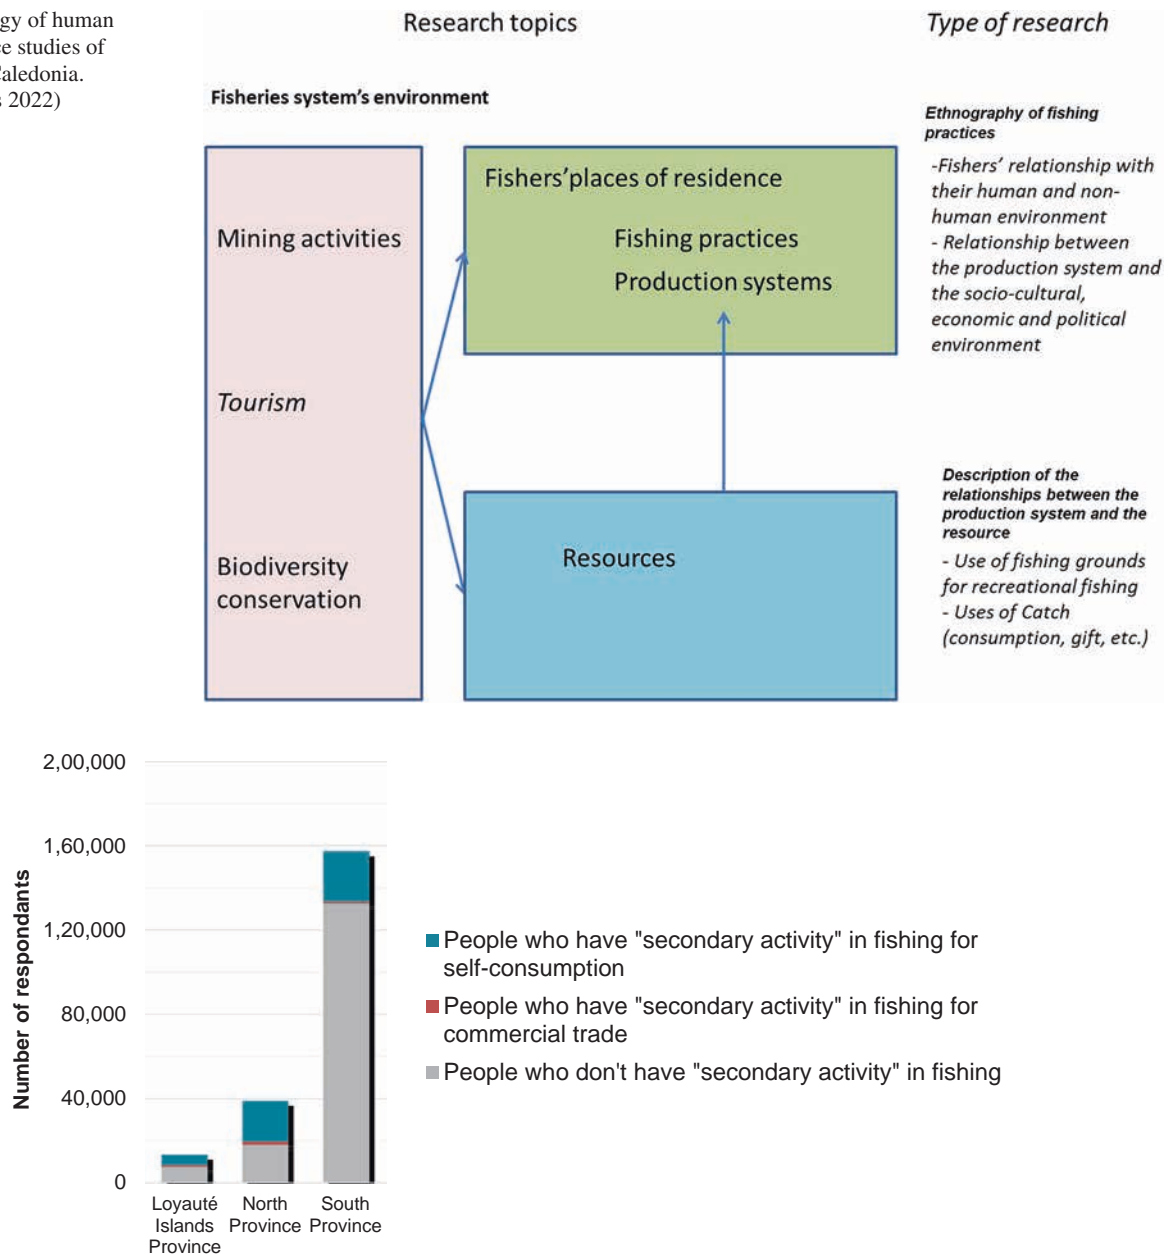 gy of human
e studies of
Caledonia.
s 2022)
Research topics
Type of research
Fisheries system's environment
Mining activities
Tourism
Biodiversity
conservation
Fishers'places of residence
Fishing practices
Production systems
Resources
Ethnography of fishing
practices
-Fishers' relationship with
their human and non-
human environment
- Relationship between
the production system and
the socio-cultural,
economic and political
environment
Description of the
relationships between the
production system and the
resource
- Use of fishing grounds
for recreational fishing
- Uses of Catch
(consumption, gift, etc.)
Number of respondants
2,00,000
1,60,000
1,20,000
80,000
40,000
0
Loyauté
Islands
Province
North
Province
South
Province
People who have "secondary activity" in fishing for
self-consumption
People who have "secondary activity" in fishing for
commercial trade
People who don't have "secondary activity" in fishing